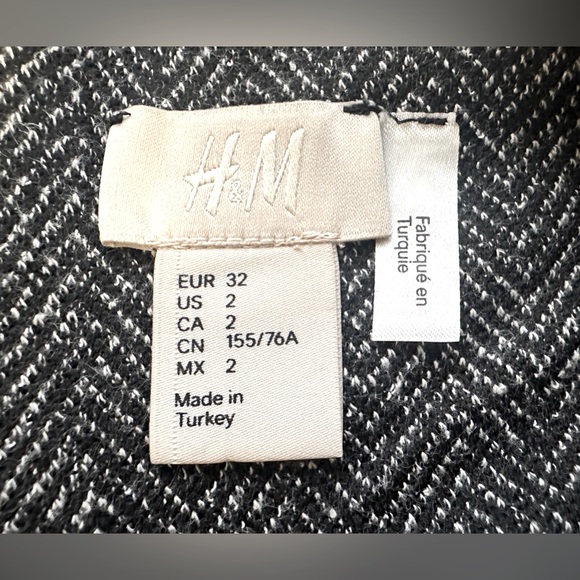 H&M
EUR 32
US 2
CA 2
CN 155/76A
MX 2
Made in
Turkey
Fabriqué en
Turquie